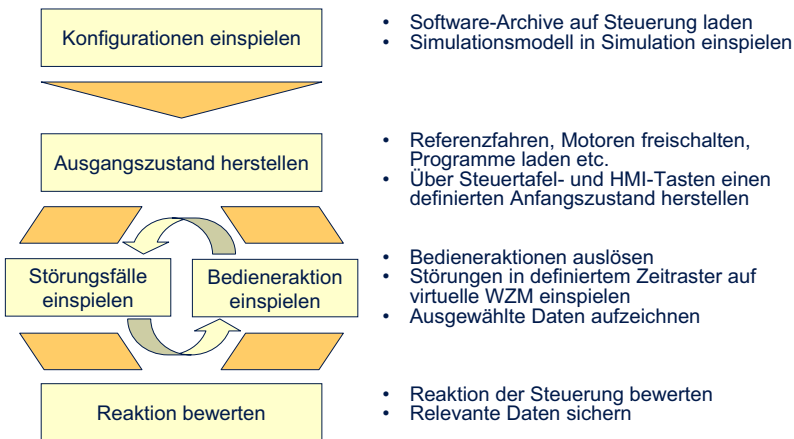 Konfigurationen einspielen
• Software-Archive auf Steuerung laden
• Simulationsmodell in Simulation einspielen
Ausgangszustand herstellen
• Referenzfahren, Motoren freischalten,
Programme laden etc.
• Über Steuertafel- und HMI-Tasten einen
definierten Anfangszustand herstellen
Störungsfälle
einspielen
Bedieneraktion
einspielen
• Bedieneraktionen auslösen
• Störungen in definiertem Zeitraster auf
virtuelle WZM einspielen
• Ausgewählte Daten aufzeichnen
Reaktion bewerten
• Reaktion der Steuerung bewerten
• Relevante Daten sichern